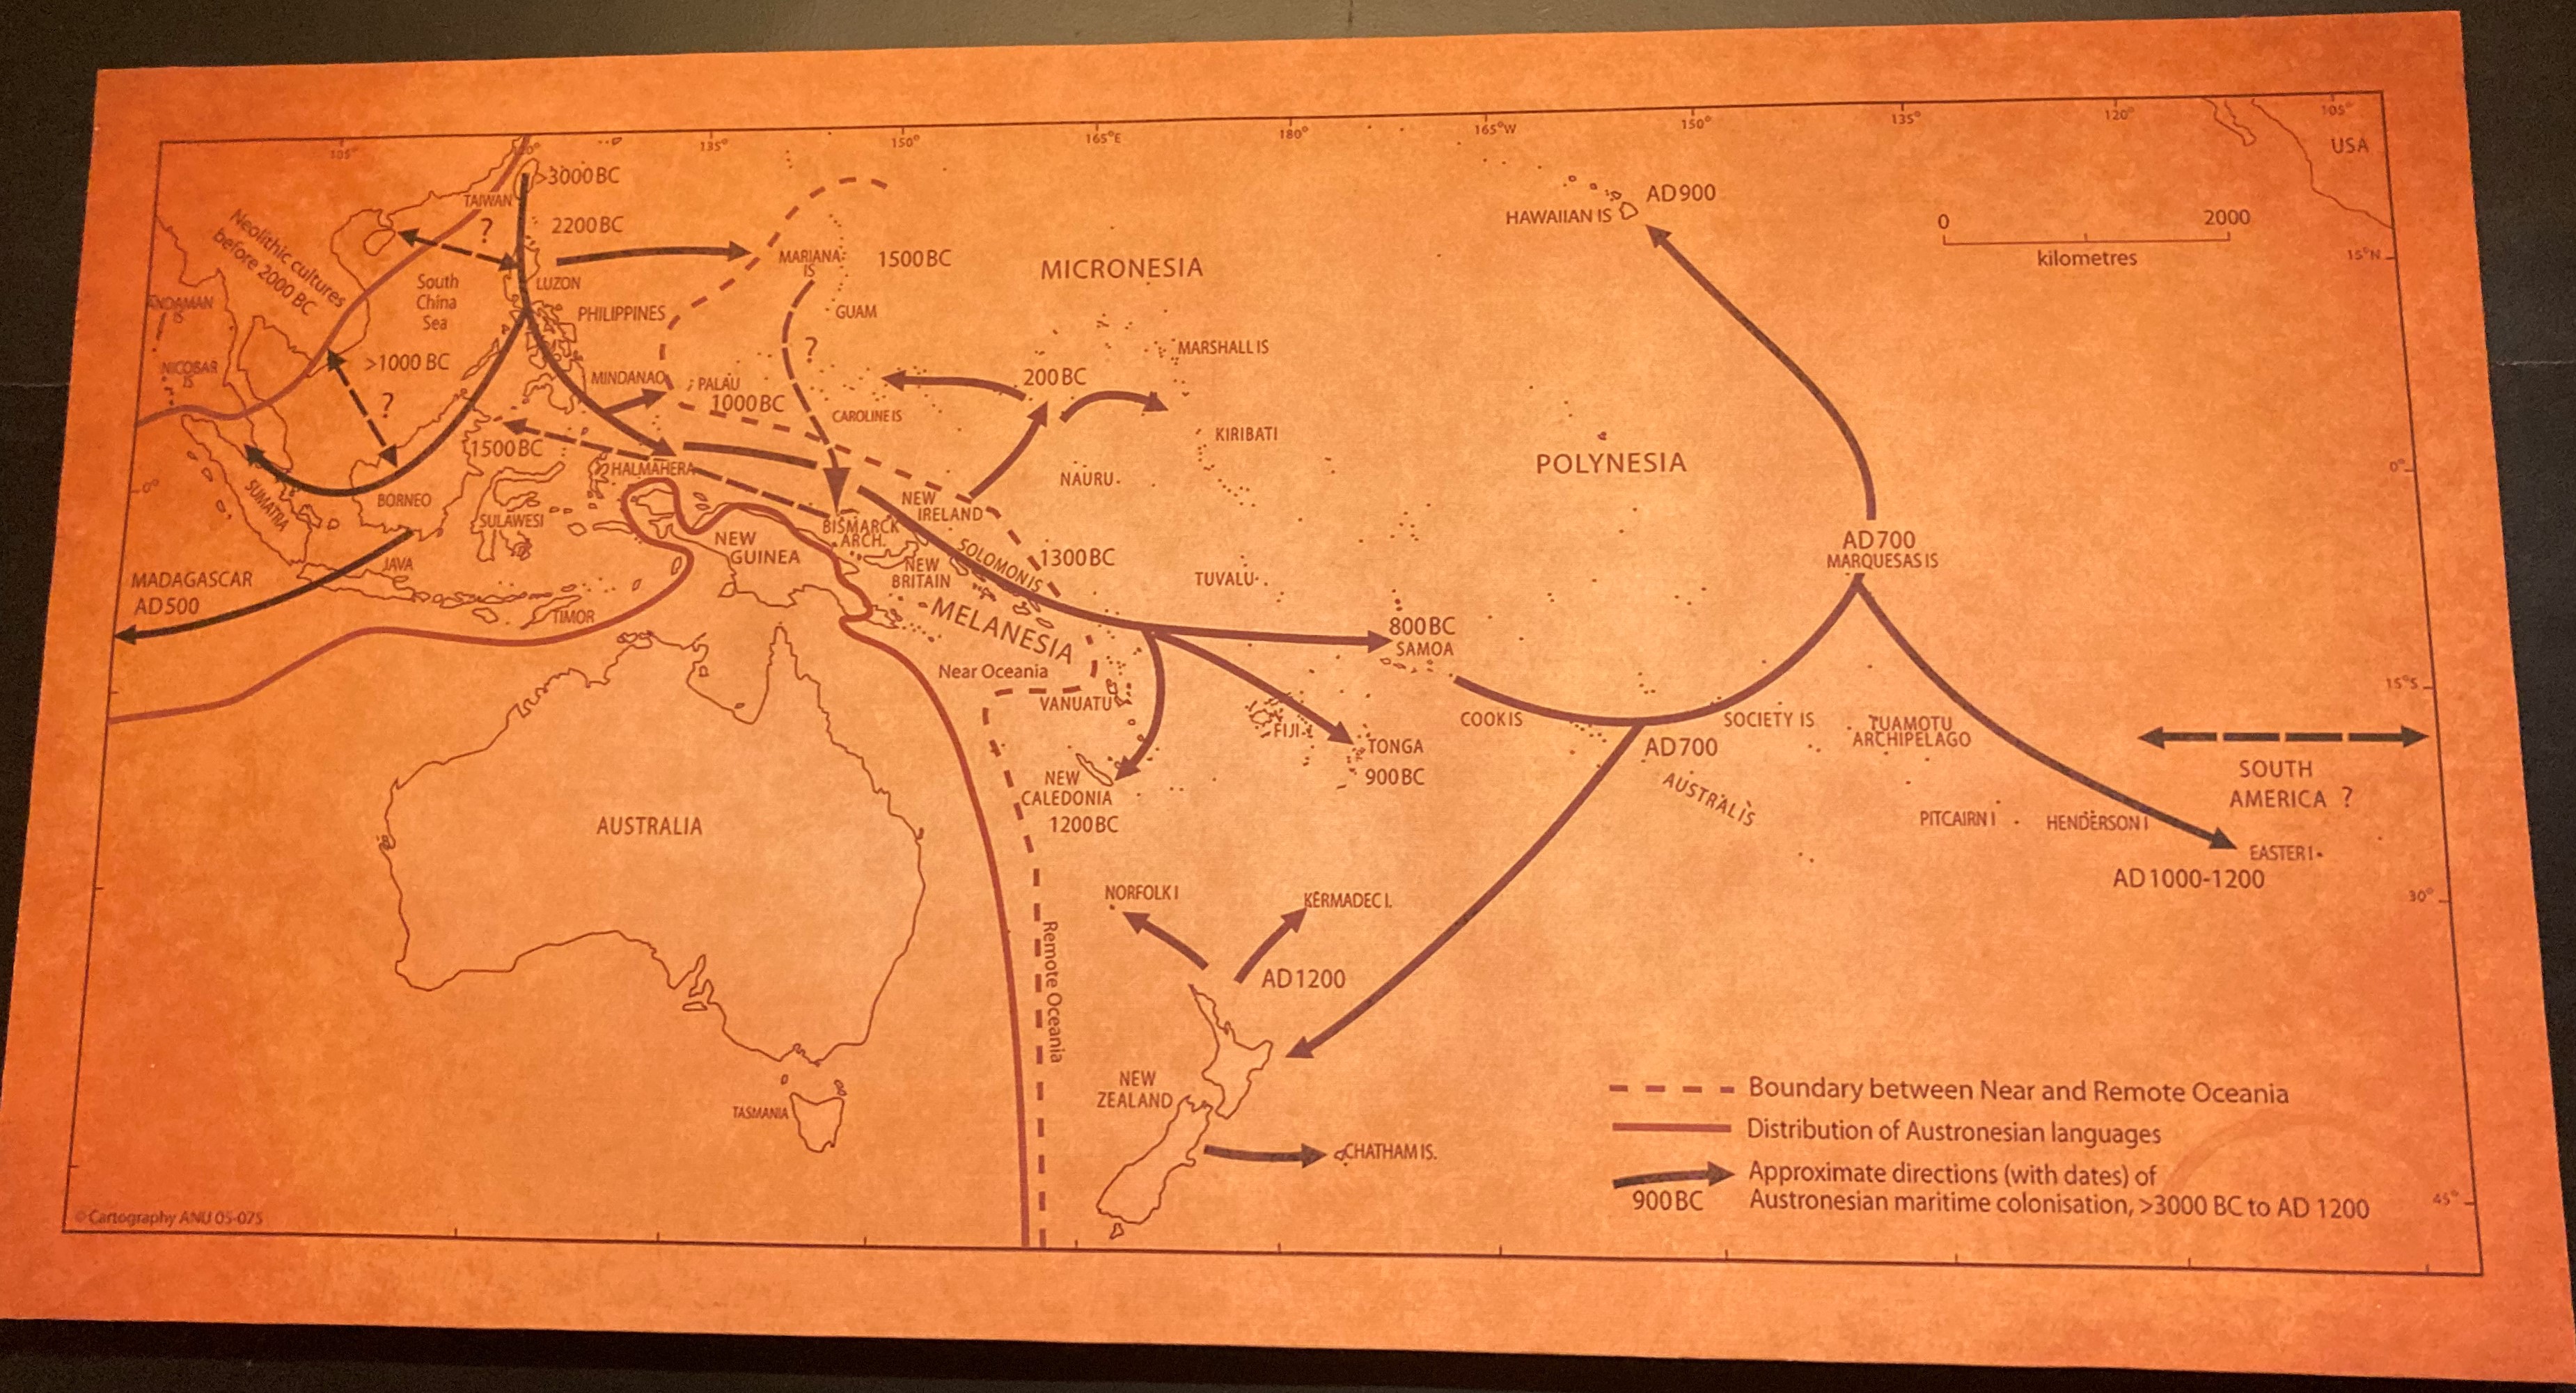 105°
120°
135°
150°
165°E
180°
165°W
150°
135°
120°
105°
USA
>3000 BC
TAIWAN
2200 BC
?
Neolithic cultures
before 2000 BC
South
China
Sea
LUZON
PHILIPPINES
MARIANA
IS
1500 BC
GUAM
MICRONESIA
HAWAIIAN IS
AD 900
0
2000
kilometres
15°N
ANDAMAN
IS
NICOBAR
IS
>1000 BC
?
MINDANAO
PALAU
1000 BC
?
CAROLINE IS
200 BC
MARSHALL IS
KIRIBATI
NAURU
POLYNESIA
0°
0°
1500 BC
HALMAHERA
SUMATRA
BORNEO
SULAWESI
NEW
GUINEA
BISMARCK
ARCH.
NEW
IRELAND
NEW
BRITAIN
SOLOMON IS
1300 BC
TUVALU
AD 700
MARQUESAS IS
MADAGASCAR
AD 500
JAVA
TIMOR
MELANESIA
Near Oceania
VANUATU
800 BC
SAMOA
15°S
COOK IS
SOCIETY IS
TUAMOTU
ARCHIPELAGO
FIJI
TONGA
900 BC
AD 700
AUSTRALIS
SOUTH
AMERICA ?
NEW
CALEDONIA
1200 BC
AUSTRALIA
PITCAIRN I
HENDERSON I
EASTER I
AD 1000-1200
30°
NORFOLK I
KERMADEC I.
Remote Oceania
AD 1200
NEW
ZEALAND
TASMANIA
CHATHAM IS.
Boundary between Near and Remote Oceania
Distribution of Austronesian languages
Approximate directions (with dates) of
900 BC
Austronesian maritime colonisation, >3000 BC to AD 1200
45°
©Cartography ANU 05-075